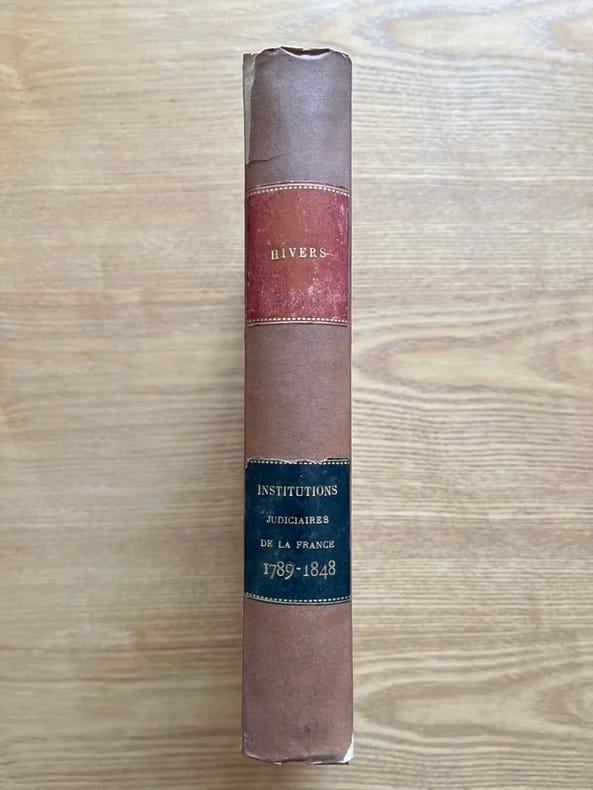 HIVERS
INSTITUTIONS
JUDICIAIRES
DE LA FRANCE
1789-1848